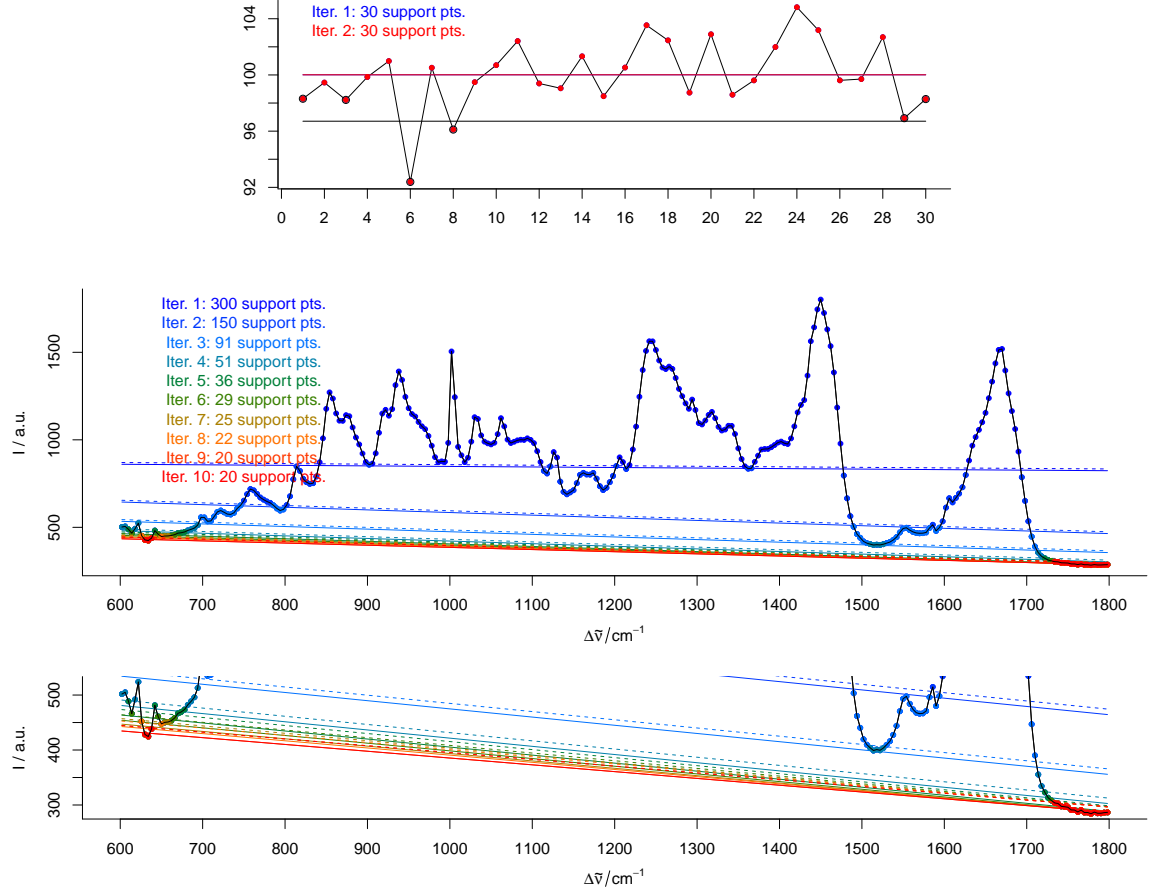 104
Iter. 1: 30 support pts.
Iter. 2: 30 support pts.
100
96
92
0 2 4 6 8 10 12 14 16 18 20 22 24 26 28 30
Iter. 1: 300 support pts.
Iter. 2: 150 support pts.
Iter. 3: 91 support pts.
Iter. 4: 51 support pts.
Iter. 5: 36 support pts.
Iter. 6: 29 support pts.
Iter. 7: 25 support pts.
Iter. 8: 22 support pts.
Iter. 9: 20 support pts.
Iter. 10: 20 support pts.
I / a.u.
1500
1000
500
600 700 800 900 1000 1100 1200 1300 1400 1500 1600 1700 1800
Δν̃/cm⁻¹
I / a.u.
500
400
300
600 700 800 900 1000 1100 1200 1300 1400 1500 1600 1700 1800
Δν̃/cm⁻¹